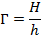 Γ = H/h